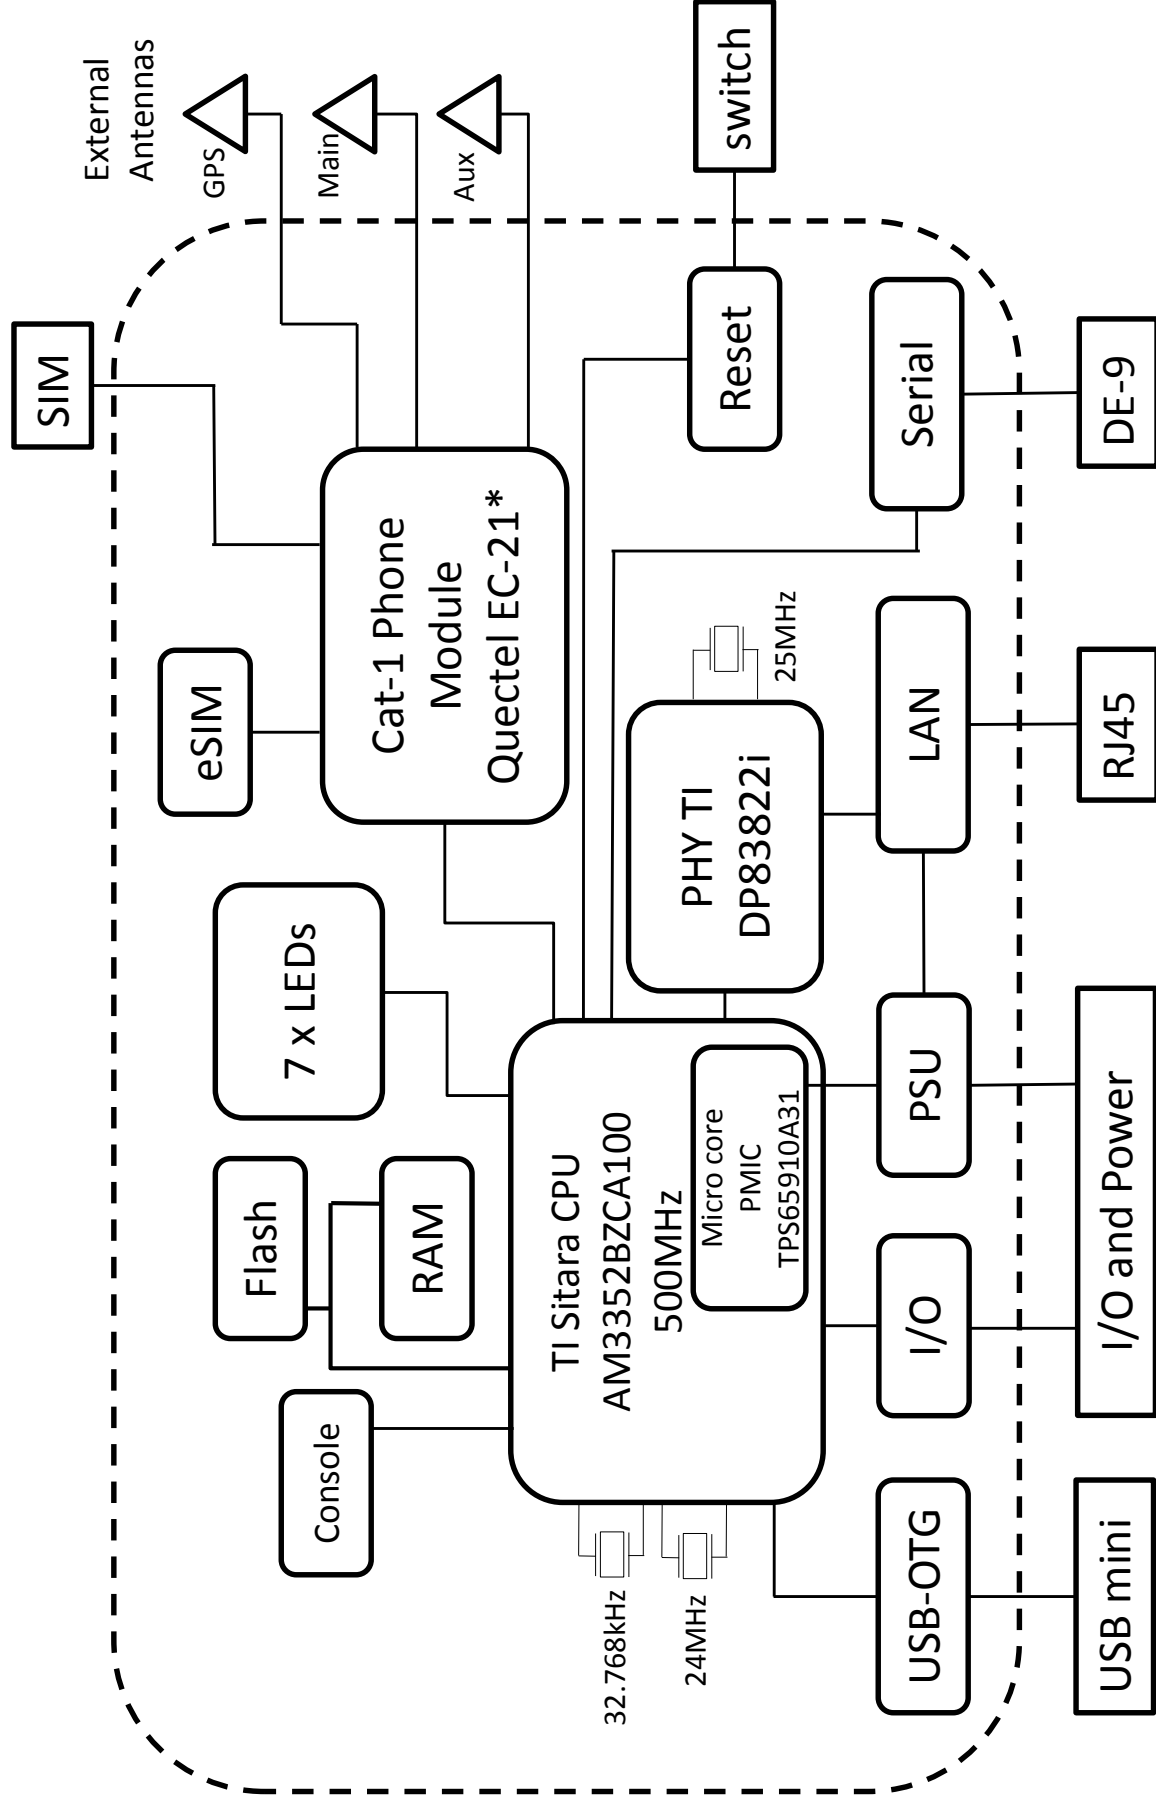 Console
Flash
RAM
7 x LEDs
eSIM
SIM
External
Antennas
GPS
Main
Aux
Cat-1 Phone
Module
Quectel EC-21*
32.768kHz
24MHz
TI Sitara CPU
AM3352BZCA100
500MHz
Micro core
PMIC
TPS65910A31
PHY TI
DP83822i
25MHz
Reset
switch
USB-OTG
I/O
PSU
LAN
Serial
USB mini
I/O and Power
RJ45
DE-9